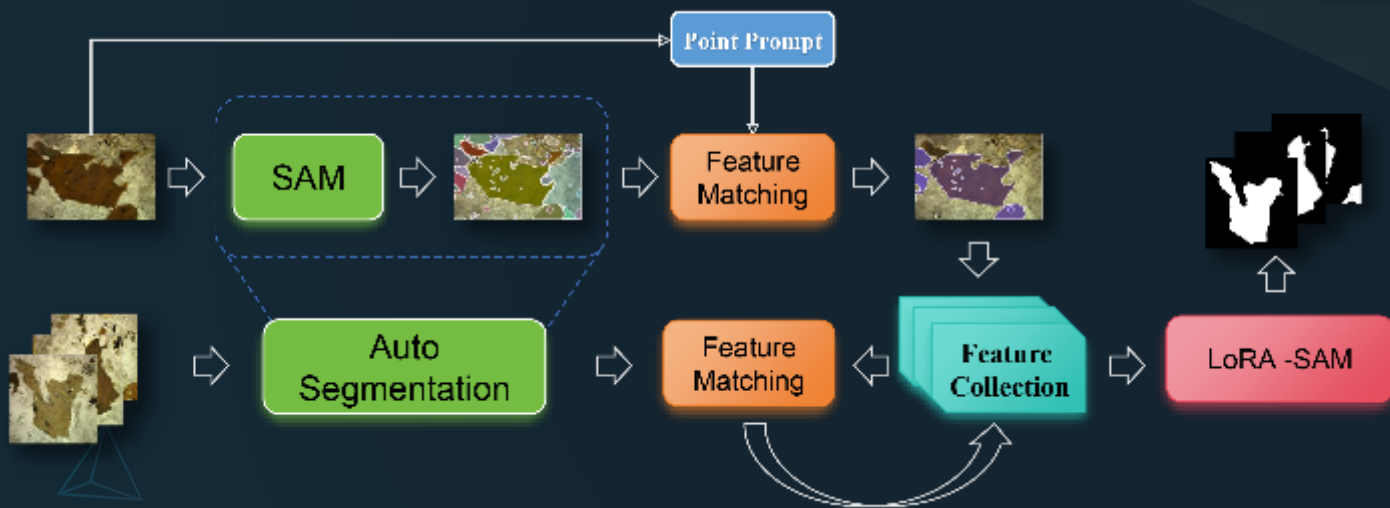 Point Prompt
SAM
Feature
Matching
Auto
Segmentation
Feature
Matching
Feature
Collection
LoRA -SAM